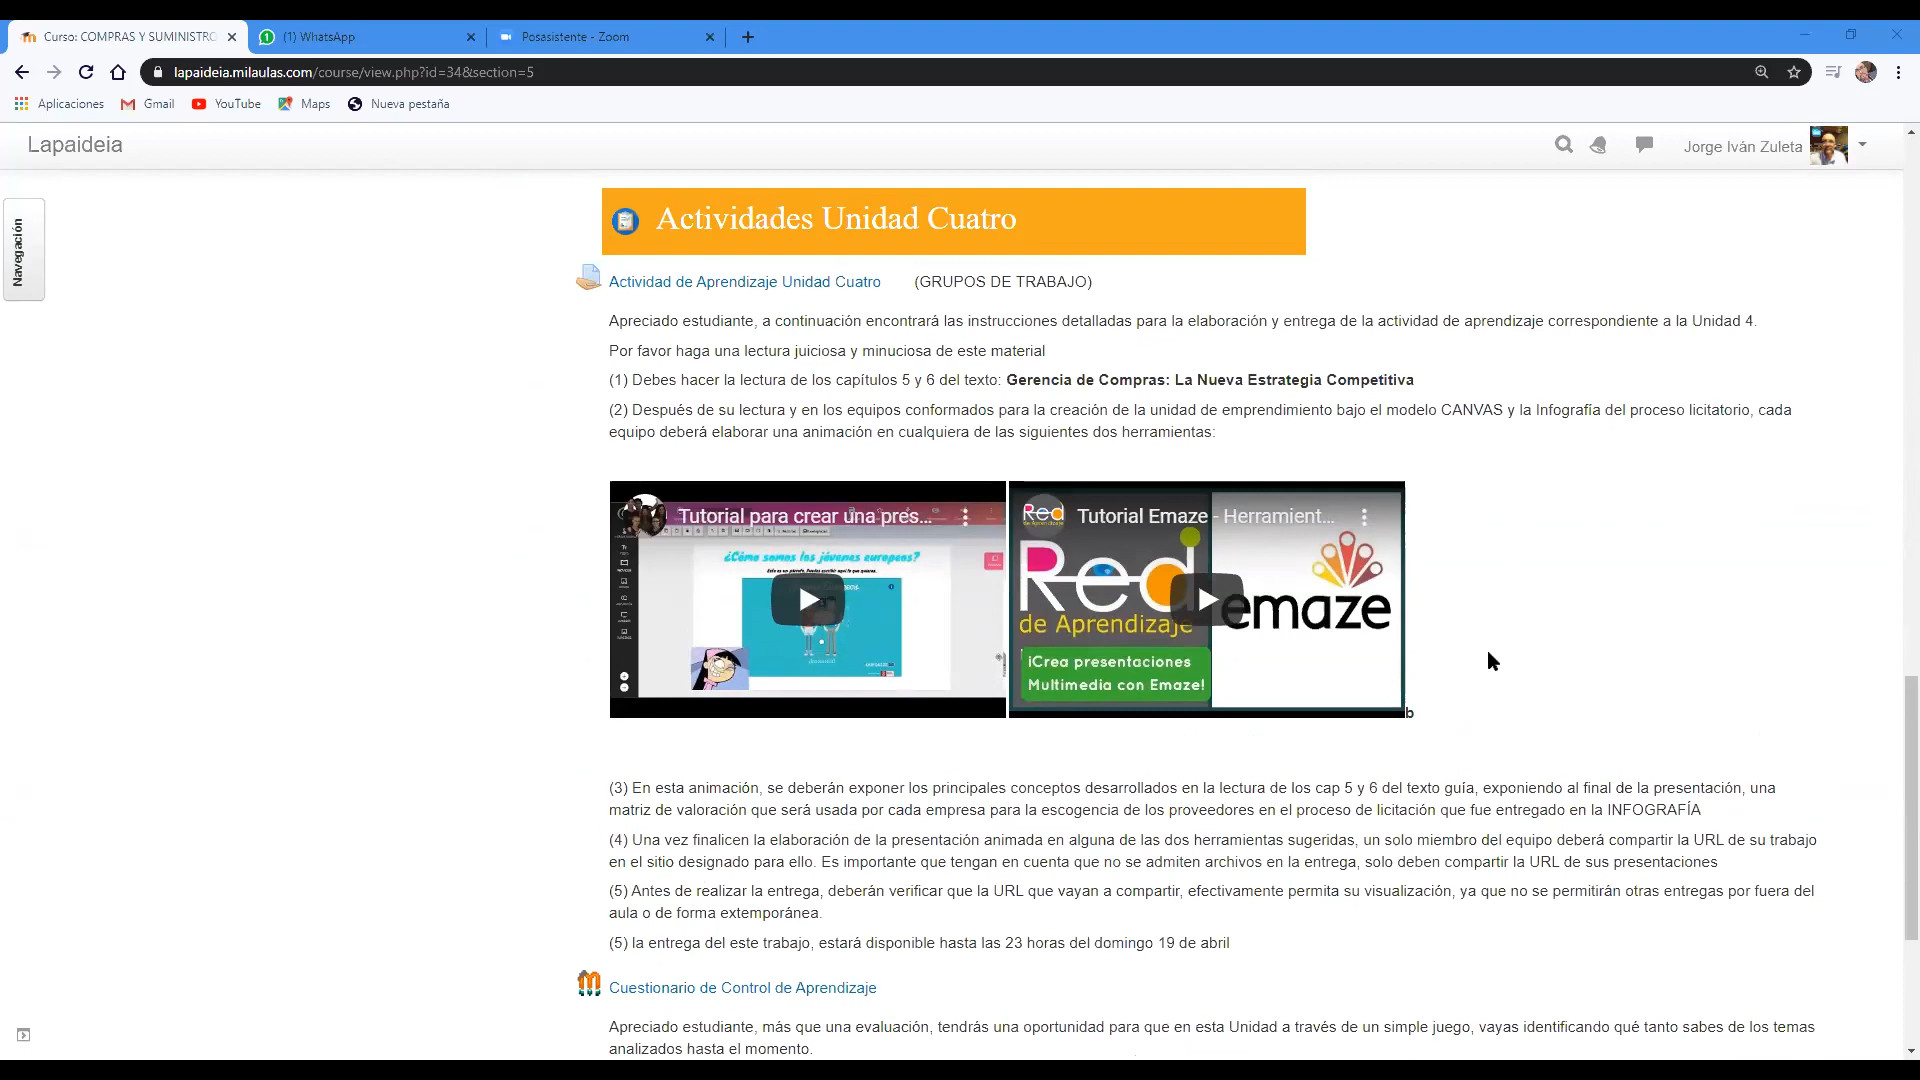 Curso: COMPRAS Y SUMINISTRO
(1) WhatsApp
Posasistente - Zoom
lapaideia.milaulas.com/course/view.php?id=34&section=5
Aplicaciones
Gmail
YouTube
Maps
Nueva pestaña
Lapaideia
Jorge Iván Zuleta
Navegación
Actividades Unidad Cuatro
Actividad de Aprendizaje Unidad Cuatro (GRUPOS DE TRABAJO)
Apreciado estudiante, a continuación encontrará las instrucciones detalladas para la elaboración y entrega de la actividad de aprendizaje correspondiente a la Unidad 4.
Por favor haga una lectura juiciosa y minuciosa de este material
(1) Debes hacer la lectura de los capítulos 5 y 6 del texto: Gerencia de Compras: La Nueva Estrategia Competitiva
(2) Después de su lectura y en los equipos conformados para la creación de la unidad de emprendimiento bajo el modelo CANVAS y la Infografía del proceso licitatorio, cada
equipo deberá elaborar una animación en cualquiera de las siguientes dos herramientas:
Tutorial para crear una pres...
¿Cómo somos los jóvenes europeos?
Tutorial Emaze - Herramient...
Red
de Aprendizaje
emaze
¡Crea presentaciones
Multimedia con Emaze!
b
(3) En esta animación, se deberán exponer los principales conceptos desarrollados en la lectura de los cap 5 y 6 del texto guía, exponiendo al final de la presentación, una
matriz de valoración que será usada por cada empresa para la escogencia de los proveedores en el proceso de licitación que fue entregado en la INFOGRAFÍA
(4) Una vez finalicen la elaboración de la presentación animada en alguna de las dos herramientas sugeridas, un solo miembro del equipo deberá compartir la URL de su trabajo
en el sitio designado para ello. Es importante que tengan en cuenta que no se admiten archivos en la entrega, solo deben compartir la URL de sus presentaciones
(5) Antes de realizar la entrega, deberán verificar que la URL que vayan a compartir, efectivamente permita su visualización, ya que no se permitirán otras entregas por fuera del
aula o de forma extemporánea.
(5) la entrega del este trabajo, estará disponible hasta las 23 horas del domingo 19 de abril
Cuestionario de Control de Aprendizaje
Apreciado estudiante, más que una evaluación, tendrás una oportunidad para que en esta Unidad a través de un simple juego, vayas identificando qué tanto sabes de los temas
analizados hasta el momento.